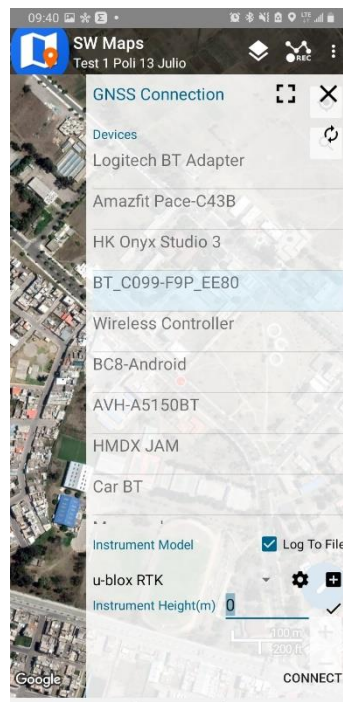 09:40
SW Maps
Test 1 Poli 13 Julio
REC
GNSS Connection
Devices
Logitech BT Adapter
Amazfit Pace-C43B
HK Onyx Studio 3
BT_C099-F9P_EE80
Wireless Controller
BC8-Android
AVH-A5150BT
HMDX JAM
Car BT
Instrument Model
Log To File
u-blox RTK
Instrument Height(m) 0
100 m
200 ft
Google
CONNECT